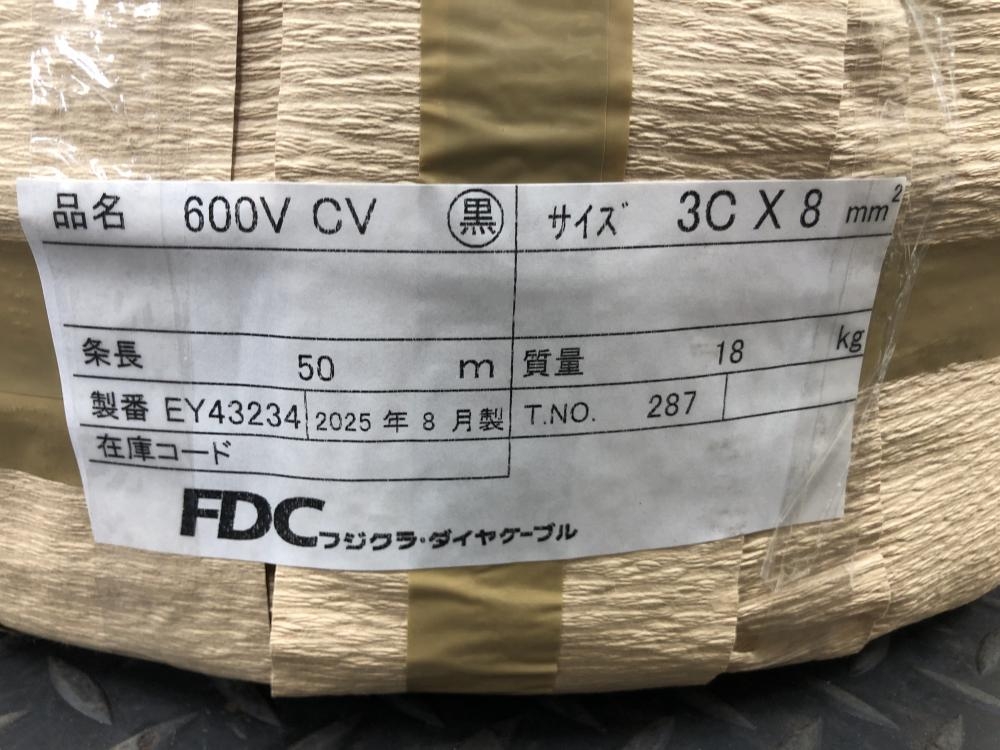 品名 600V CV ㊋黒 サイズ 3C X 8 mm²
条長 50 m 質量 18 kg
製番 EY43234 2025 年 8 月製 T.NO. 287
在庫コード
FDC フジクラ・ダイヤケーブル